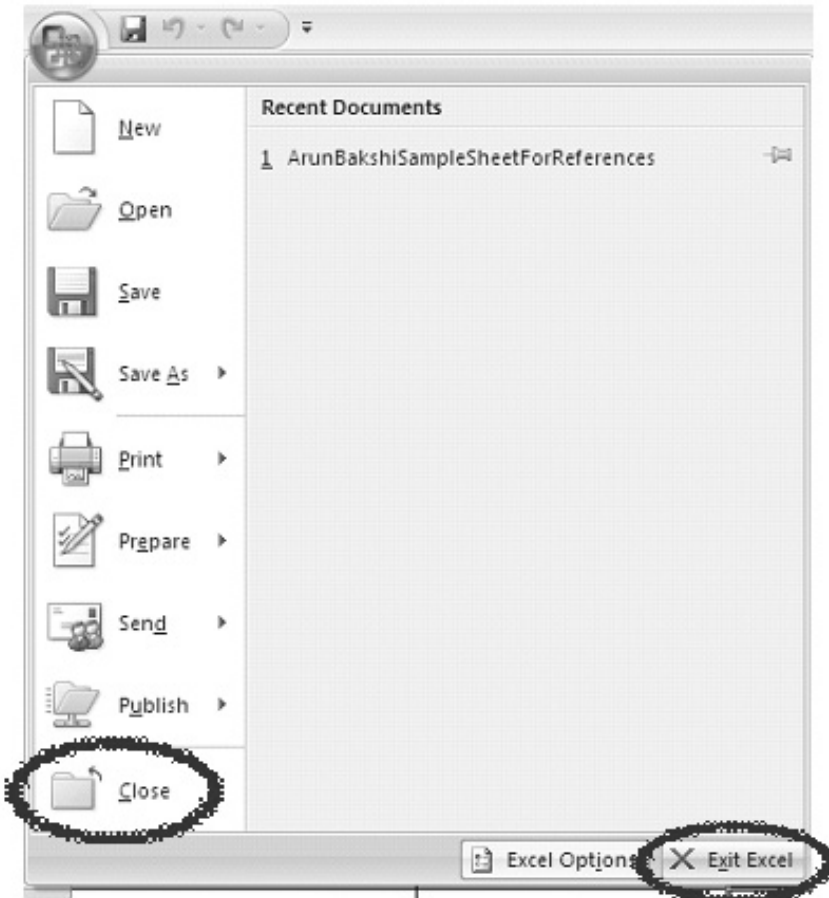 New
Open
Save
Save As
Print
Prepare
Send
Publish
Close
Recent Documents
1 ArunBakshiSampleSheetForReferences
Excel Options
Exit Excel